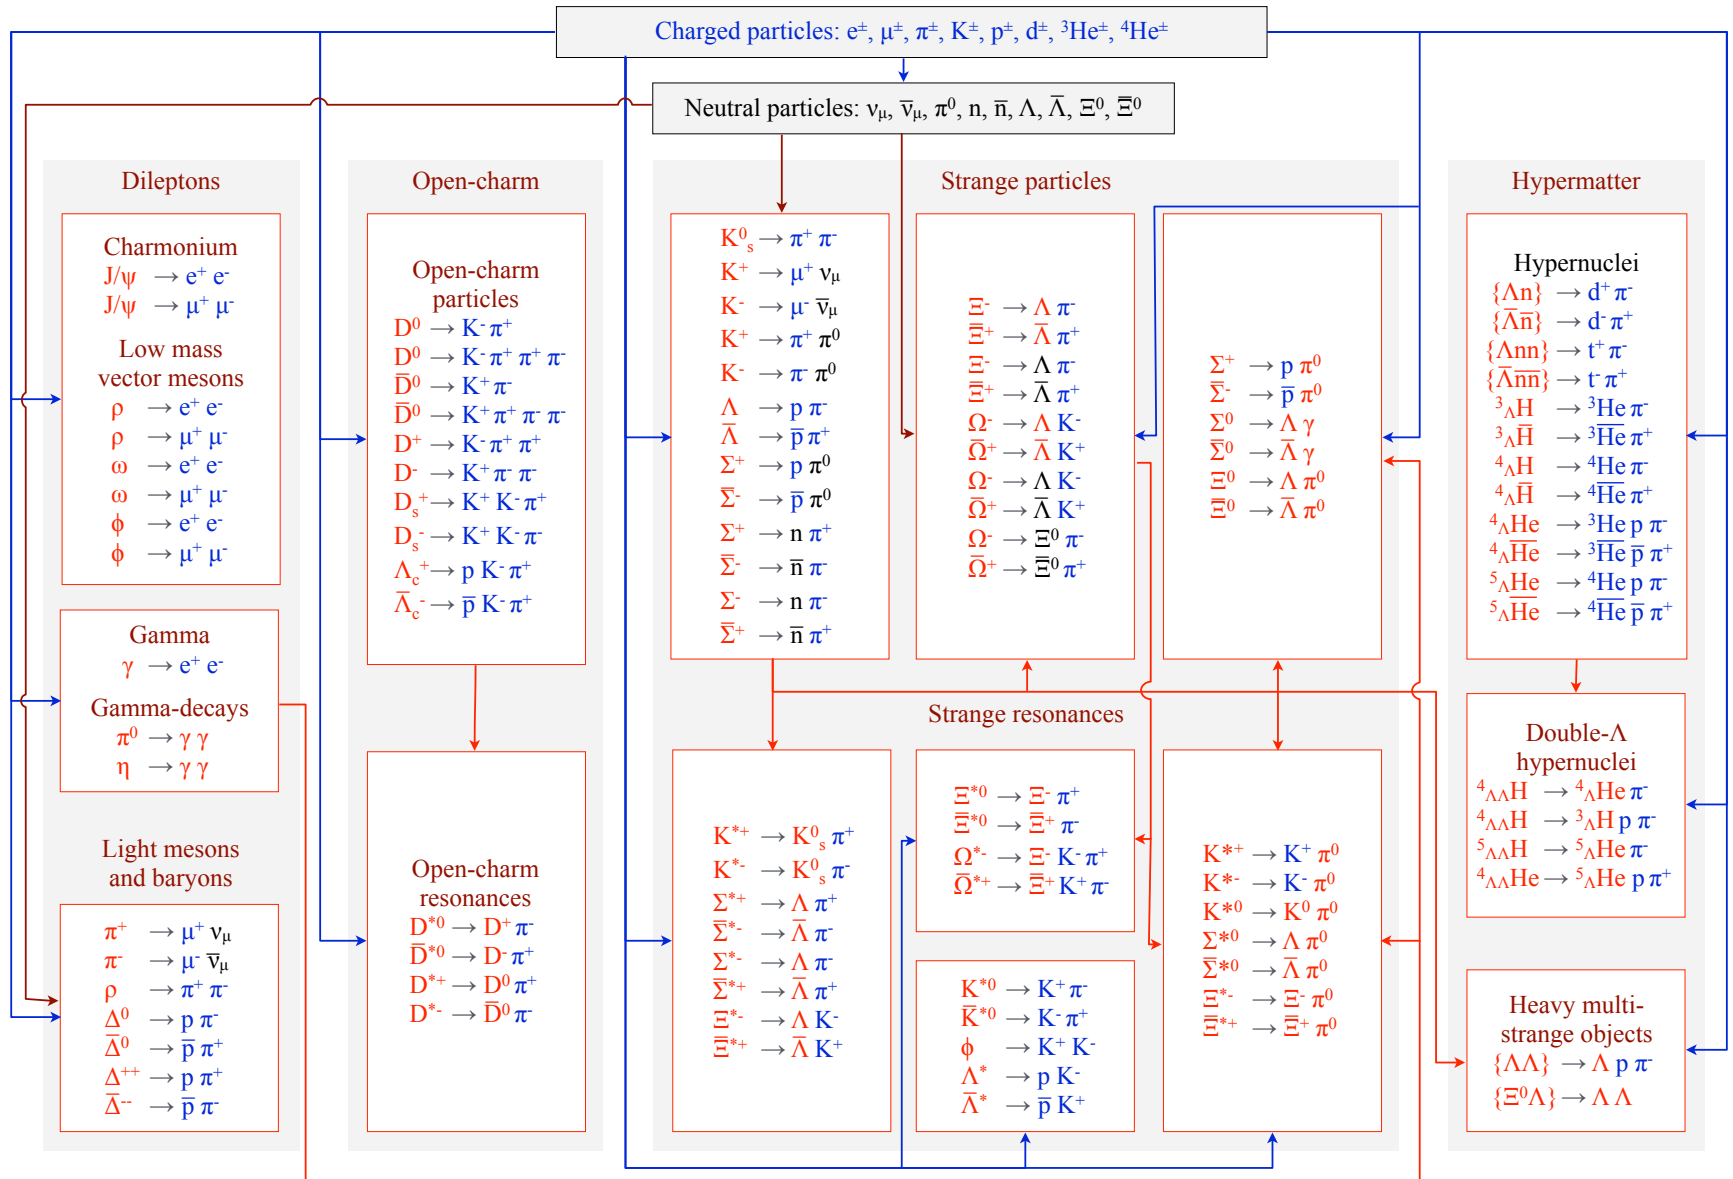 Charged particles: e±, μ±, π±, K±, p±, d±, ³He±, ⁴He±
Neutral particles: νμ, ν̅μ, π⁰, n, n̅, Λ, Λ̅, Ξ⁰, Ξ̅⁰
Dileptons
Charmonium
J/ψ → e⁺ e⁻
J/ψ → μ⁺ μ⁻
Low mass
vector mesons
ρ → e⁺ e⁻
ρ → μ⁺ μ⁻
ω → e⁺ e⁻
ω → μ⁺ μ⁻
ϕ → e⁺ e⁻
ϕ → μ⁺ μ⁻
Gamma
γ → e⁺ e⁻
Gamma-decays
π⁰ → γ γ
η → γ γ
Light mesons
and baryons
π⁺ → μ⁺ νμ
π⁻ → μ⁻ ν̅μ
ρ → π⁺ π⁻
Δ⁰ → p π⁻
Δ̅⁰ → p̅ π⁺
Δ⁺⁺ → p π⁺
Δ̅⁻⁻ → p̅ π⁻
Open-charm
Open-charm
particles
D⁰ → K⁻ π⁺
D⁰ → K⁻ π⁺ π⁺ π⁻
D̅⁰ → K⁺ π⁻
D̅⁰ → K⁺ π⁺ π⁻ π⁻
D⁺ → K⁻ π⁺ π⁺
D⁻ → K⁺ π⁻ π⁻
Ds⁺ → K⁺ K⁻ π⁺
Ds⁻ → K⁺ K⁻ π⁻
Λc⁺ → p K⁻ π⁺
Λ̅c⁻ → p̅ K⁻ π⁺
Open-charm
resonances
D*⁰ → D⁺ π⁻
D̅*⁰ → D⁻ π⁺
D*⁺ → D⁰ π⁺
D*⁻ → D̅⁰ π⁻
Strange particles
K⁰s → π⁺ π⁻
K⁺ → μ⁺ νμ
K⁻ → μ⁻ ν̅μ
K⁺ → π⁺ π⁰
K⁻ → π⁻ π⁰
Λ → p π⁻
Λ̅ → p̅ π⁺
Σ⁺ → p π⁰
Σ̅⁻ → p̅ π⁰
Σ⁺ → n π⁺
Σ̅⁻ → n̅ π⁻
Σ⁻ → n π⁻
Σ̅⁺ → n̅ π⁺
Ξ⁻ → Λ π⁻
Ξ̅⁺ → Λ̅ π⁺
Ξ⁻ → Λ π⁻
Ξ̅⁺ → Λ̅ π⁺
Ω⁻ → Λ K⁻
Ω̅⁺ → Λ̅ K⁺
Ω⁻ → Λ K⁻
Ω̅⁺ → Λ̅ K⁺
Ω⁻ → Ξ⁰ π⁻
Ω̅⁺ → Ξ̅⁰ π⁺
Σ⁺ → p π⁰
Σ̅⁻ → p̅ π⁰
Σ⁰ → Λ γ
Σ̅⁰ → Λ̅ γ
Ξ⁰ → Λ π⁰
Ξ̅⁰ → Λ̅ π⁰
Strange resonances
K*⁺ → K⁰s π⁺
K*⁻ → K⁰s π⁻
Σ*⁺ → Λ π⁺
Σ̅*⁻ → Λ̅ π⁻
Σ*⁻ → Λ π⁻
Σ̅*⁺ → Λ̅ π⁺
Ξ*⁻ → Λ K⁻
Ξ̅*⁺ → Λ̅ K⁺
Ξ*⁰ → Ξ⁻ π⁺
Ξ̅*⁰ → Ξ̅⁺ π⁻
Ω*⁻ → Ξ⁻ K⁻ π⁺
Ω̅*⁺ → Ξ̅⁺ K⁺ π⁻
K*⁰ → K⁺ π⁻
K̅*⁰ → K⁻ π⁺
ϕ → K⁺ K⁻
Λ* → p K⁻
Λ̅* → p̅ K⁺
K*⁺ → K⁺ π⁰
K*⁻ → K⁻ π⁰
K*⁰ → K⁰ π⁰
Σ*⁰ → Λ π⁰
Σ̅*⁰ → Λ̅ π⁰
Ξ*⁻ → Ξ⁻ π⁰
Ξ̅*⁺ → Ξ̅⁺ π⁰
Hypermatter
Hypernuclei
{Λn} → d⁺ π⁻
{Λ̅n̅} → d⁻ π⁺
{Λnn} → t⁺ π⁻
{Λ̅n̅n̅} → t⁻ π⁺
³ΛH → ³He π⁻
³ΛH̅ → ³H̅e̅ π⁺
⁴ΛH → ⁴He π⁻
⁴ΛH̅ → ⁴H̅e̅ π⁺
⁴ΛHe → ³He p π⁻
⁴ΛH̅e̅ → ³H̅e̅ p̅ π⁺
⁵ΛHe → ⁴He p π⁻
⁵ΛH̅e̅ → ⁴H̅e̅ p̅ π⁺
Double-Λ
hypernuclei
⁴ΛΛH → ⁴ΛHe π⁻
⁴ΛΛH → ³ΛH p π⁻
⁵ΛΛH → ⁵ΛHe π⁻
⁴ΛΛHe → ⁵ΛHe p π⁺
Heavy multi-
strange objects
{ΛΛ} → Λ p π⁻
{Ξ⁰Λ} → Λ Λ